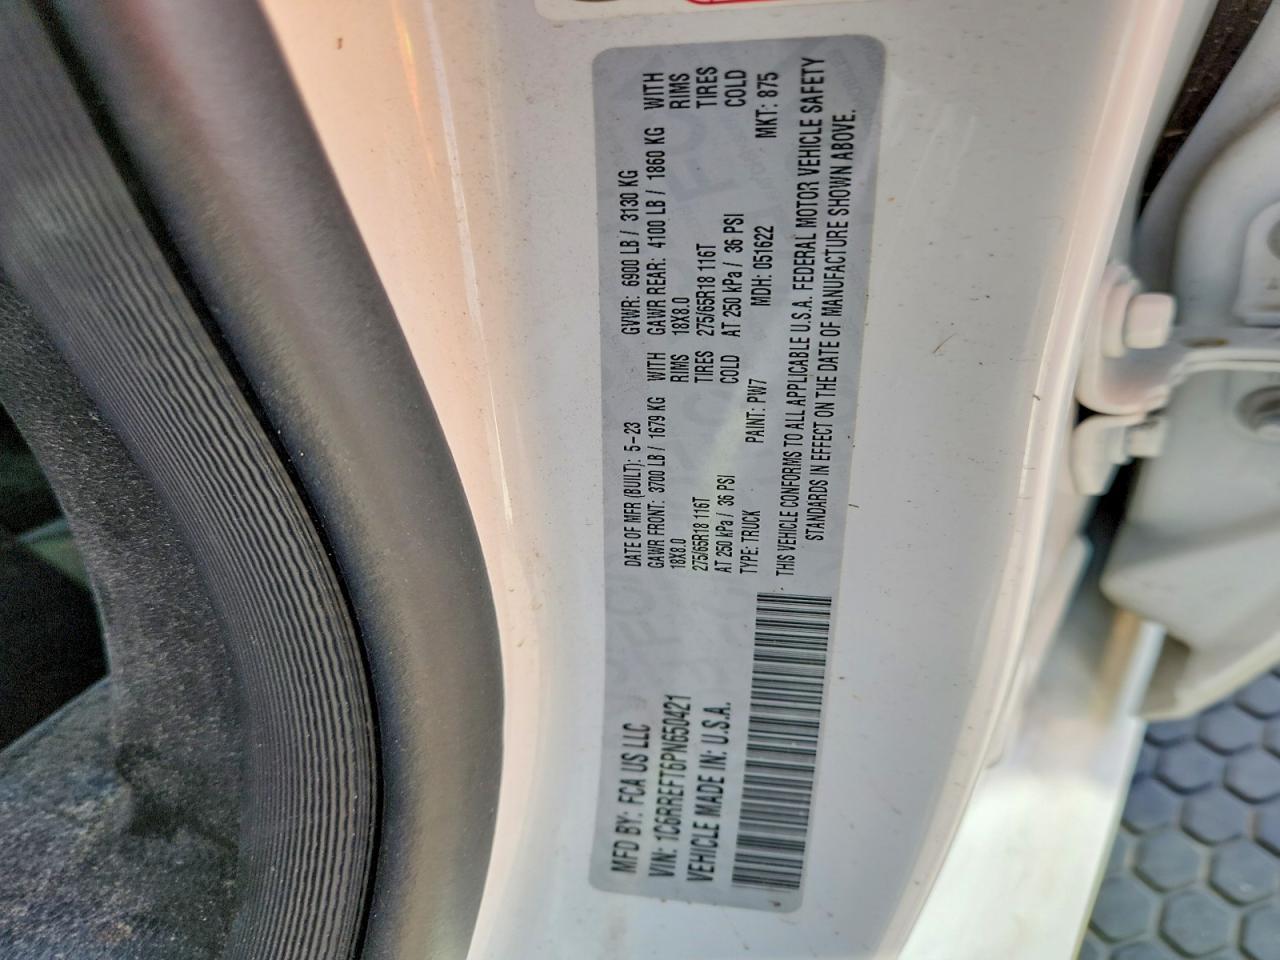 MFD BY: FCA US LLC
VIN: 1C6RREFT6PN650421
VEHICLE MADE IN: U.S.A.
DATE OF MFR (BUILT): 5-23 GVWR: 6900 LB / 3130 KG
GAWR FRONT: 3700 LB / 1679 KG WITH GAWR REAR: 4100 LB / 1860 KG WITH
18X8.0 RIMS 18X8.0 RIMS
275/65R18 116T TIRES 275/65R18 116T TIRES
AT 250 kPa / 36 PSI COLD AT 250 kPa / 36 PSI COLD
TYPE: TRUCK PAINT: PW7 MDH: 051622 MKT: 875
THIS VEHICLE CONFORMS TO ALL APPLICABLE U.S.A. FEDERAL MOTOR VEHICLE SAFETY
STANDARDS IN EFFECT ON THE DATE OF MANUFACTURE SHOWN ABOVE.